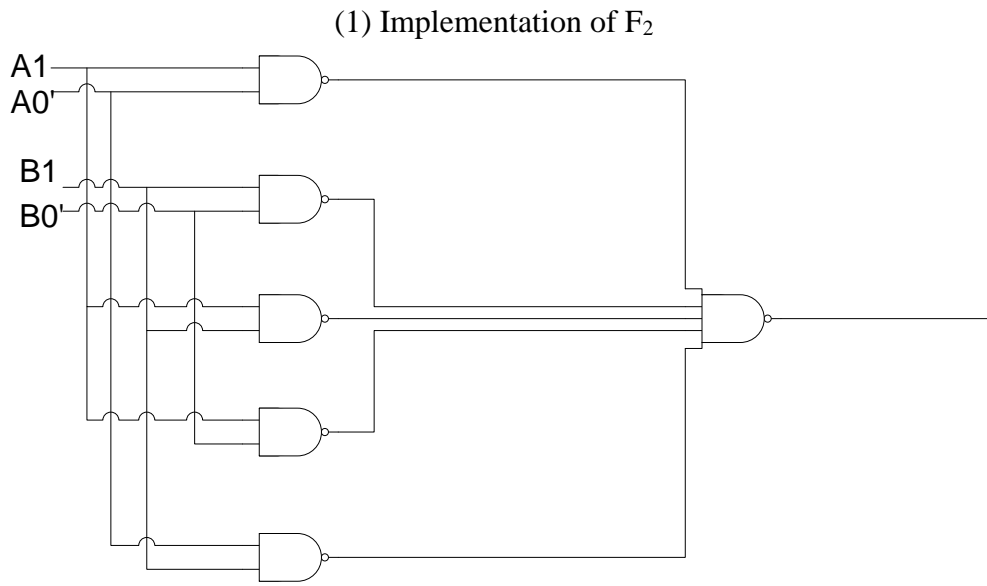 (1) Implementation of F₂
A1
A0'
B1
B0'